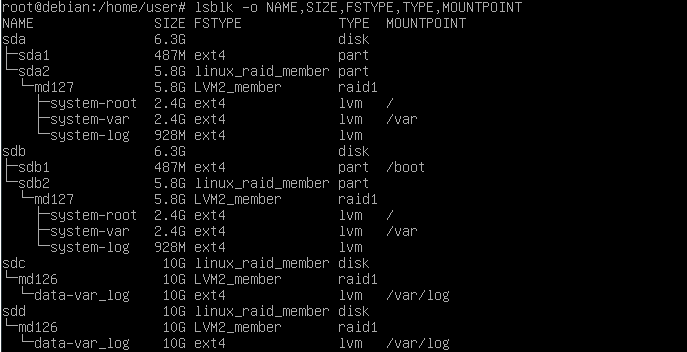 root@debian:/home/user# lsblk -o NAME,SIZE,FSTYPE,TYPE,MOUNTPOINT
NAME                SIZE FSTYPE            TYPE  MOUNTPOINT
sda                 6.3G                   disk
├─sda1              487M ext4              part
└─sda2              5.8G linux_raid_member part
  └─md127           5.8G LVM2_member       raid1
    ├─system-root   2.4G ext4              lvm   /
    ├─system-var    2.4G ext4              lvm   /var
    └─system-log    928M ext4              lvm
sdb                 6.3G                   disk
├─sdb1              487M ext4              part  /boot
└─sdb2              5.8G linux_raid_member part
  └─md127           5.8G LVM2_member       raid1
    ├─system-root   2.4G ext4              lvm   /
    ├─system-var    2.4G ext4              lvm   /var
    └─system-log    928M ext4              lvm
sdc                  10G linux_raid_member disk
└─md126              10G LVM2_member       raid1
  └─data-var_log     10G ext4              lvm   /var/log
sdd                  10G linux_raid_member disk
└─md126              10G LVM2_member       raid1
  └─data-var_log     10G ext4              lvm   /var/log